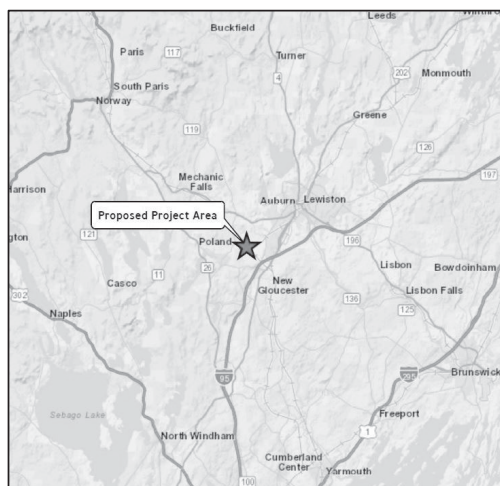 Leeds
Buckfield
Paris
117
Turner
4
202
Monmouth
South Paris
Norway
Greene
119
126
Mechanic
Falls
197
Harrison
Auburn
Lewiston
Proposed Project Area
121
Poland
26
196
Lisbon
Bowdoinham
11
Casco
New
Gloucester
Lisbon Falls
302
136
125
Naples
95
295
Brunswick
Sebago Lake
Freeport
1
North Windham
Cumberland
Center
Yarmouth
100